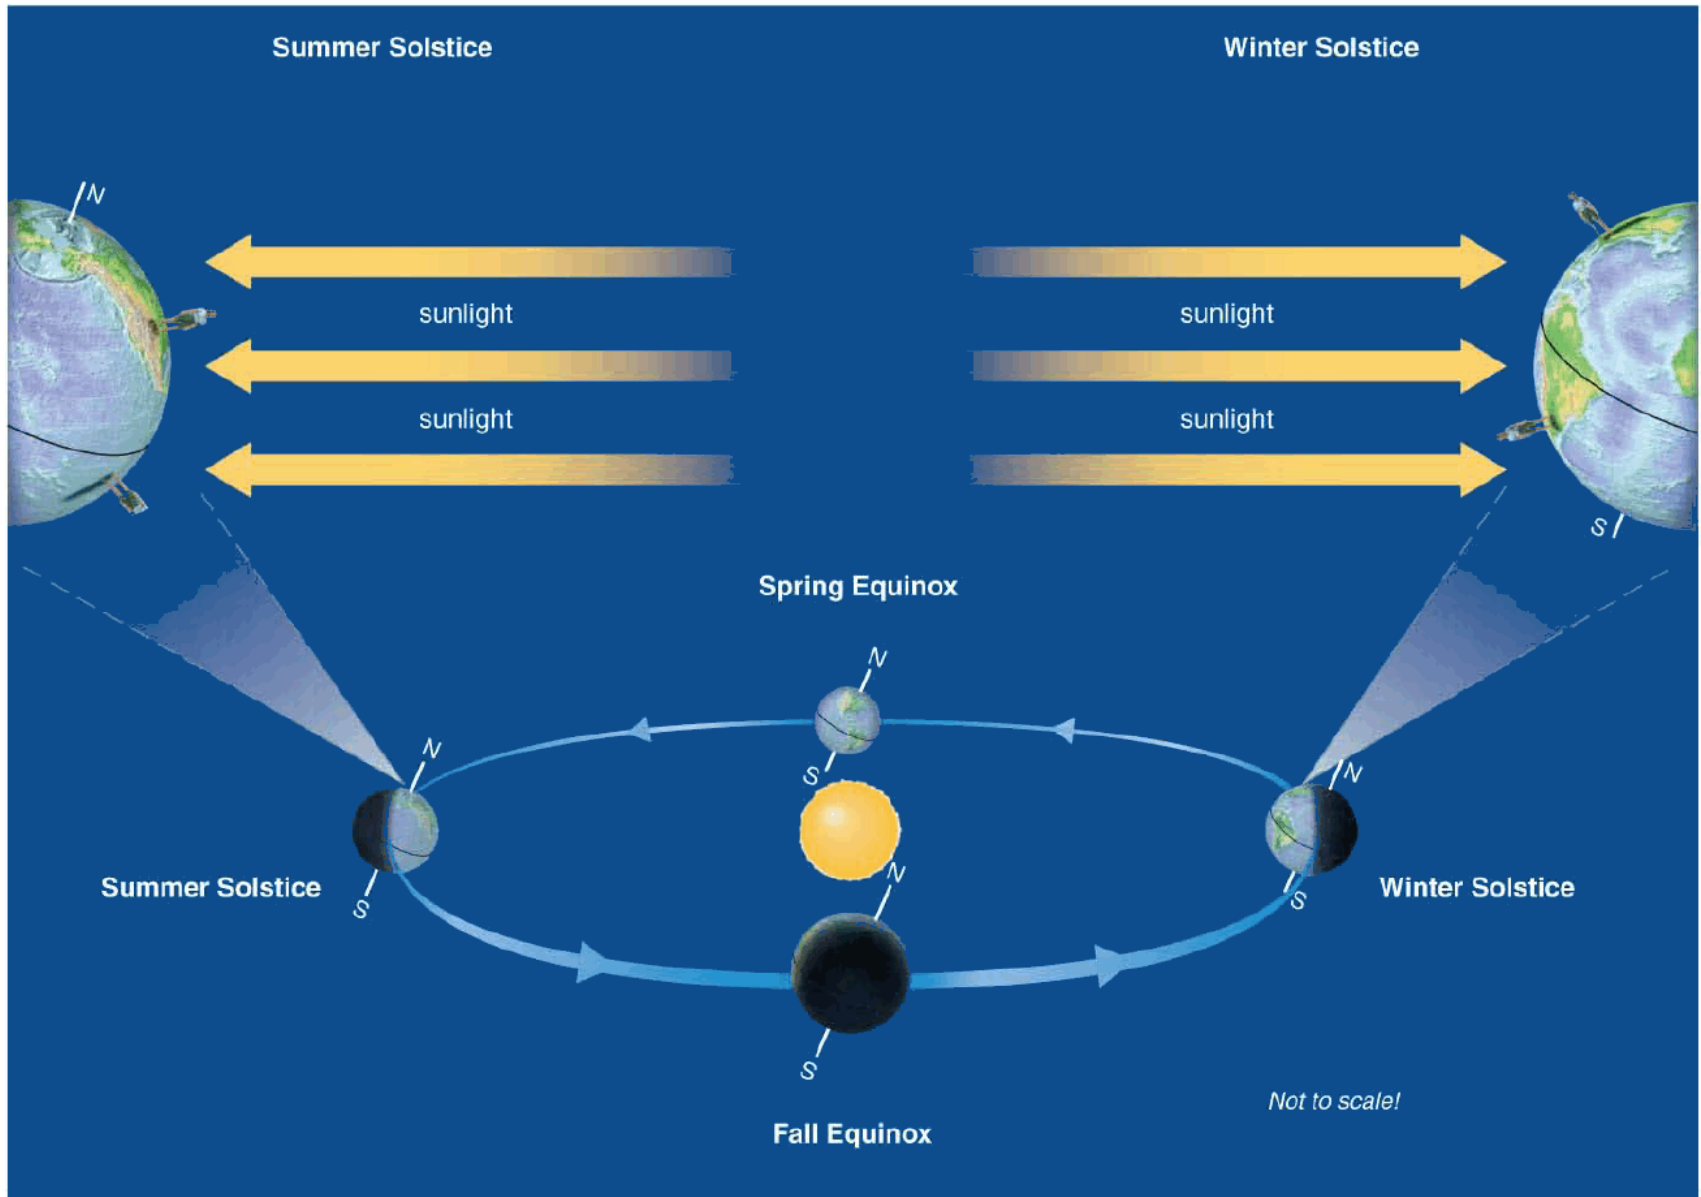 Summer Solstice
Winter Solstice
N
sunlight
sunlight
sunlight
sunlight
S
Spring Equinox
N
S
N
N
N
Summer Solstice
S
Winter Solstice
S
S
Not to scale!
Fall Equinox